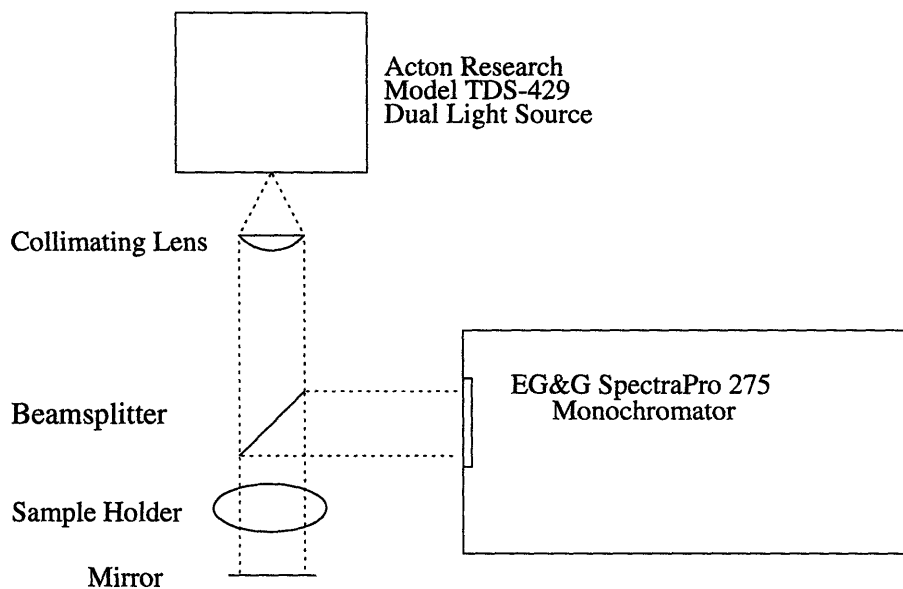 Acton Research
Model TDS-429
Dual Light Source
Collimating Lens
EG&G SpectraPro 275
Monochromator
Beamsplitter
Sample Holder
Mirror